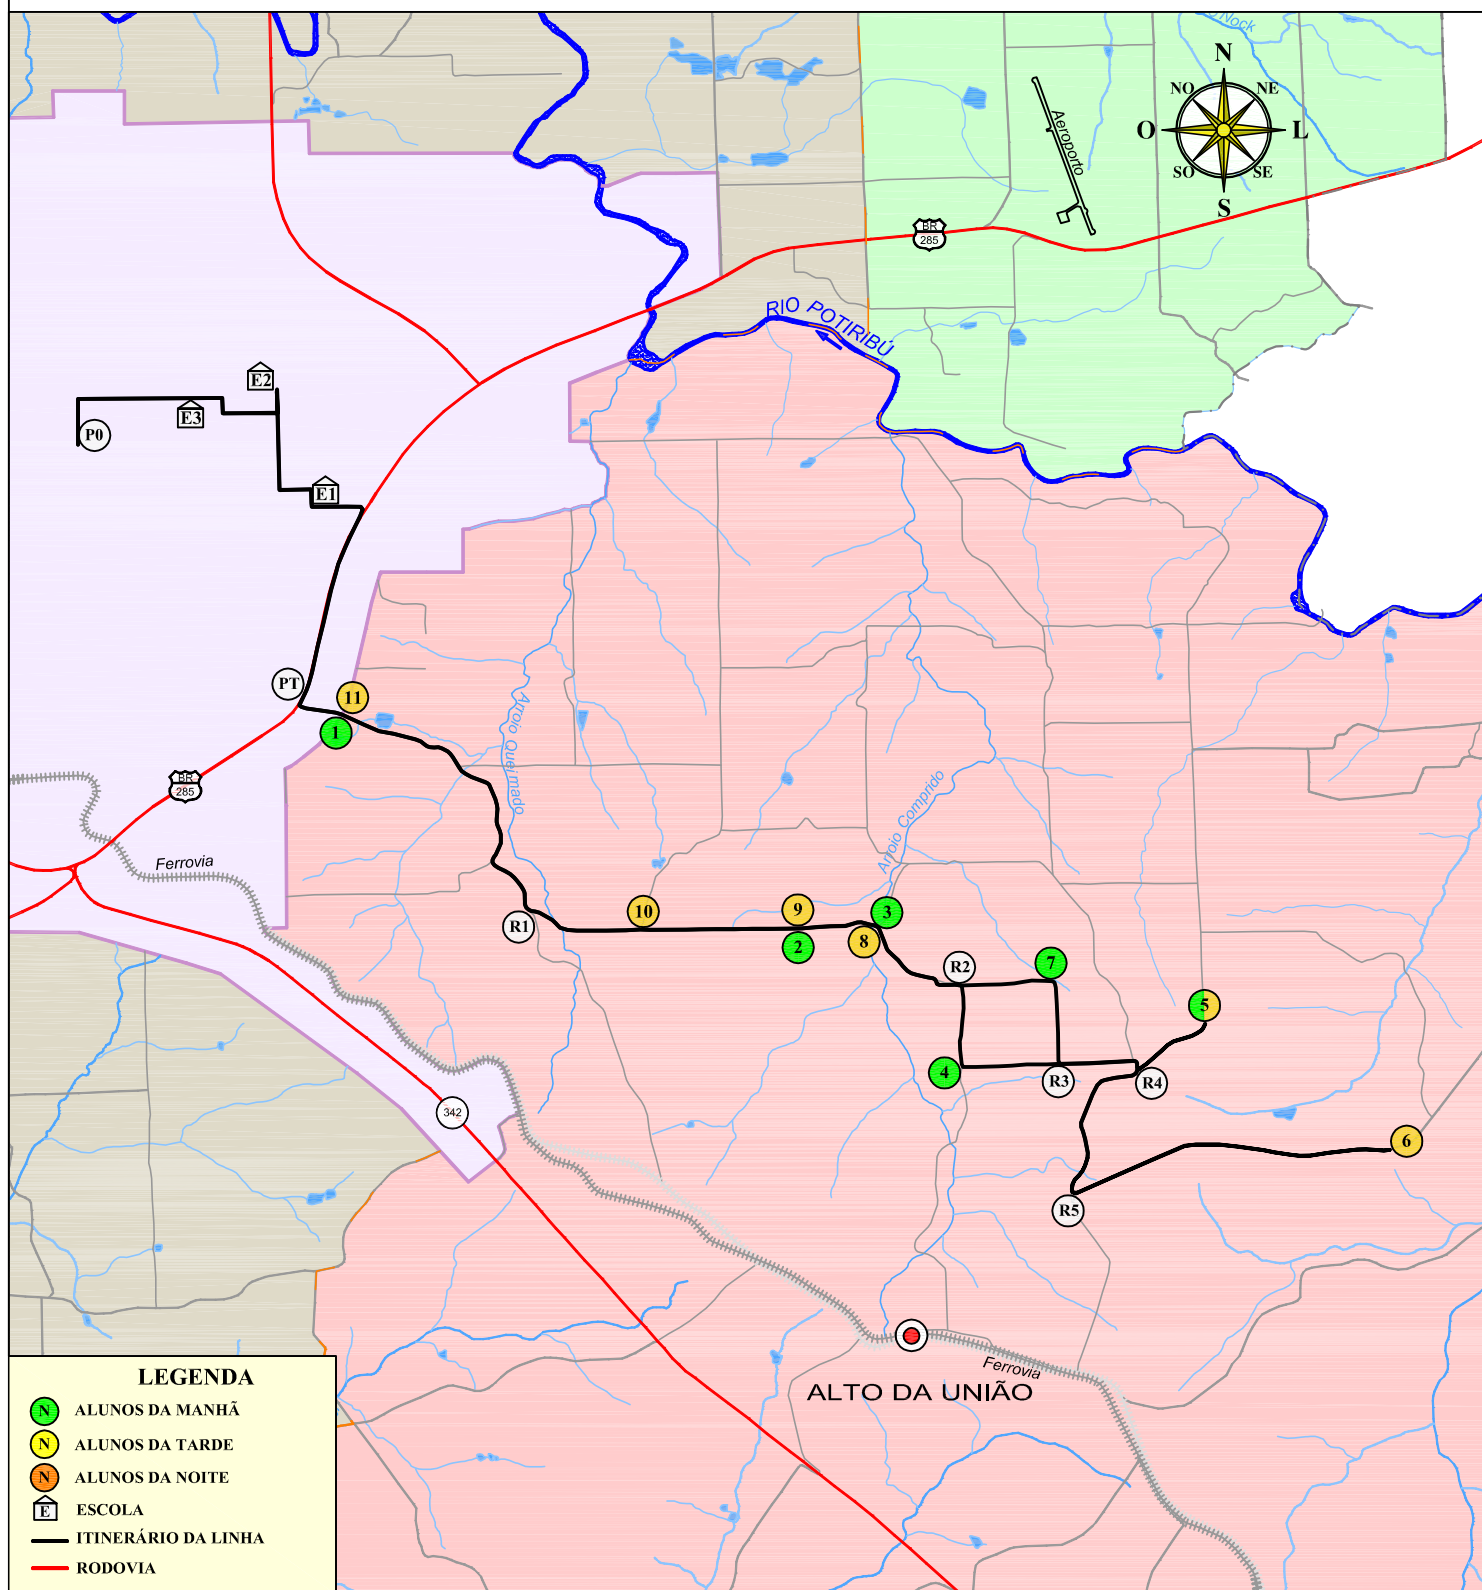 Nock
N
NO
NE
O
L
SO
SE
S
Aeroporto
BR
285
RIO POTIRIBÚ
E2
E3
P0
E1
PT
11
1
Arroio Queimado
BR
285
Arroio Comprido
Ferrovia
10
9
3
R1
2
8
R2
7
5
4
R3
R4
342
6
R5
Ferrovia
ALTO DA UNIÃO
LEGENDA
N ALUNOS DA MANHÃ
N ALUNOS DA TARDE
N ALUNOS DA NOITE
E ESCOLA
ITINERÁRIO DA LINHA
RODOVIA